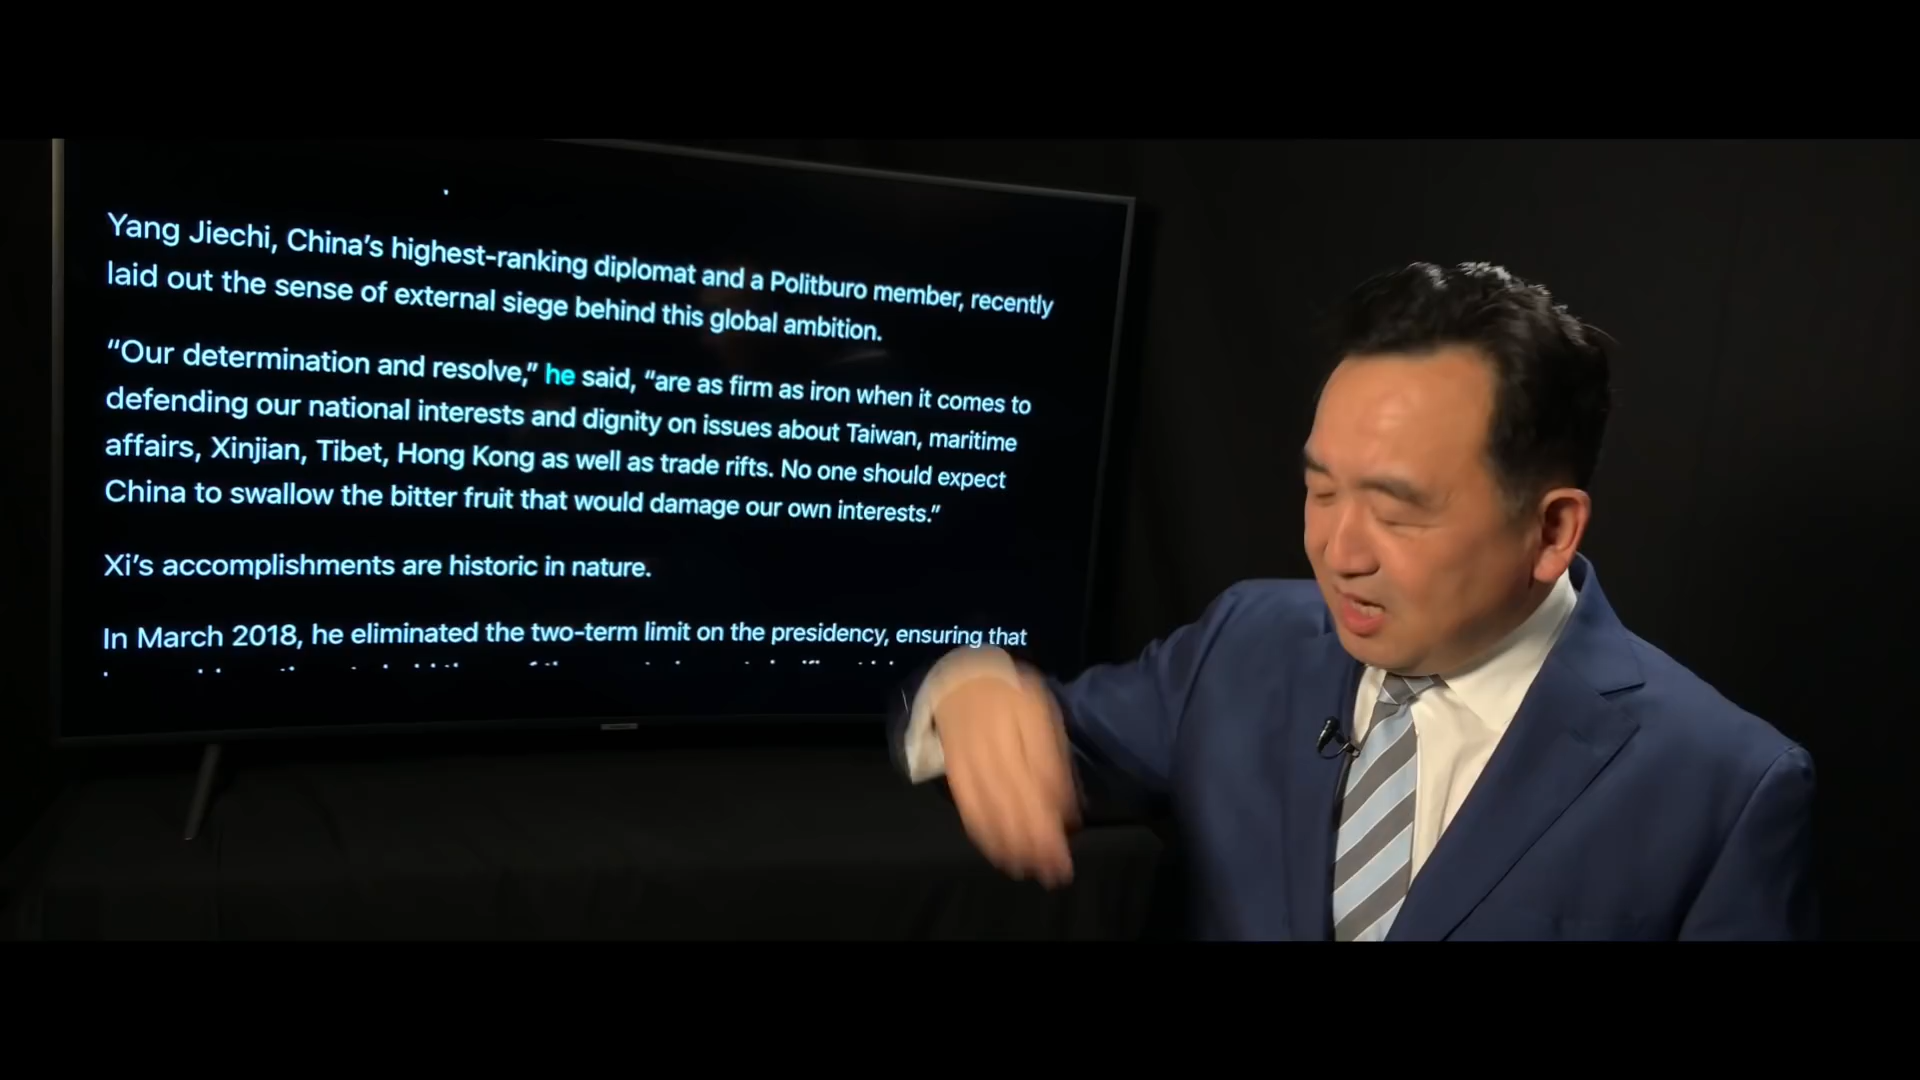 Yang Jiechi, China's highest-ranking diplomat and a Politburo member, recently
laid out the sense of external siege behind this global ambition.
“Our determination and resolve,” he said, “are as firm as iron when it comes to
defending our national interests and dignity on issues about Taiwan, maritime
affairs, Xinjian, Tibet, Hong Kong as well as trade rifts. No one should expect
China to swallow the bitter fruit that would damage our own interests.”
Xi's accomplishments are historic in nature.
In March 2018, he eliminated the two-term limit on the presidency, ensuring that